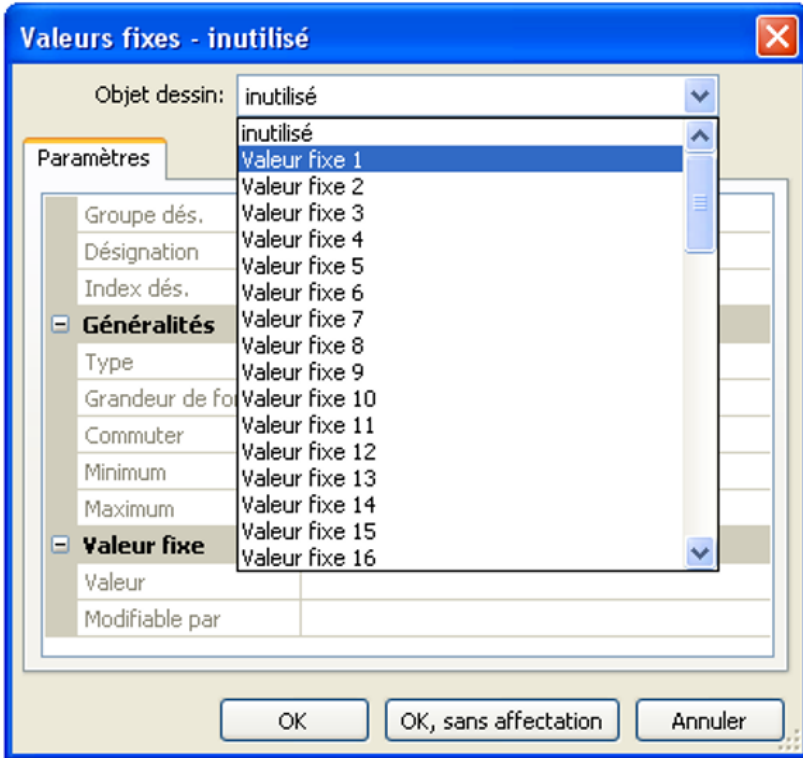 Valeurs fixes - inutilisé
Objet dessin: inutilisé
inutilisé
Valeur fixe 1
Valeur fixe 2
Valeur fixe 3
Valeur fixe 4
Valeur fixe 5
Valeur fixe 6
Valeur fixe 7
Valeur fixe 8
Valeur fixe 9
Valeur fixe 10
Valeur fixe 11
Valeur fixe 12
Valeur fixe 13
Valeur fixe 14
Valeur fixe 15
Valeur fixe 16
Paramètres
Groupe dés.
Désignation
Index dés.
Généralités
Type
Grandeur de fo
Commuter
Minimum
Maximum
Valeur fixe
Valeur
Modifiable par
OK
OK, sans affectation
Annuler